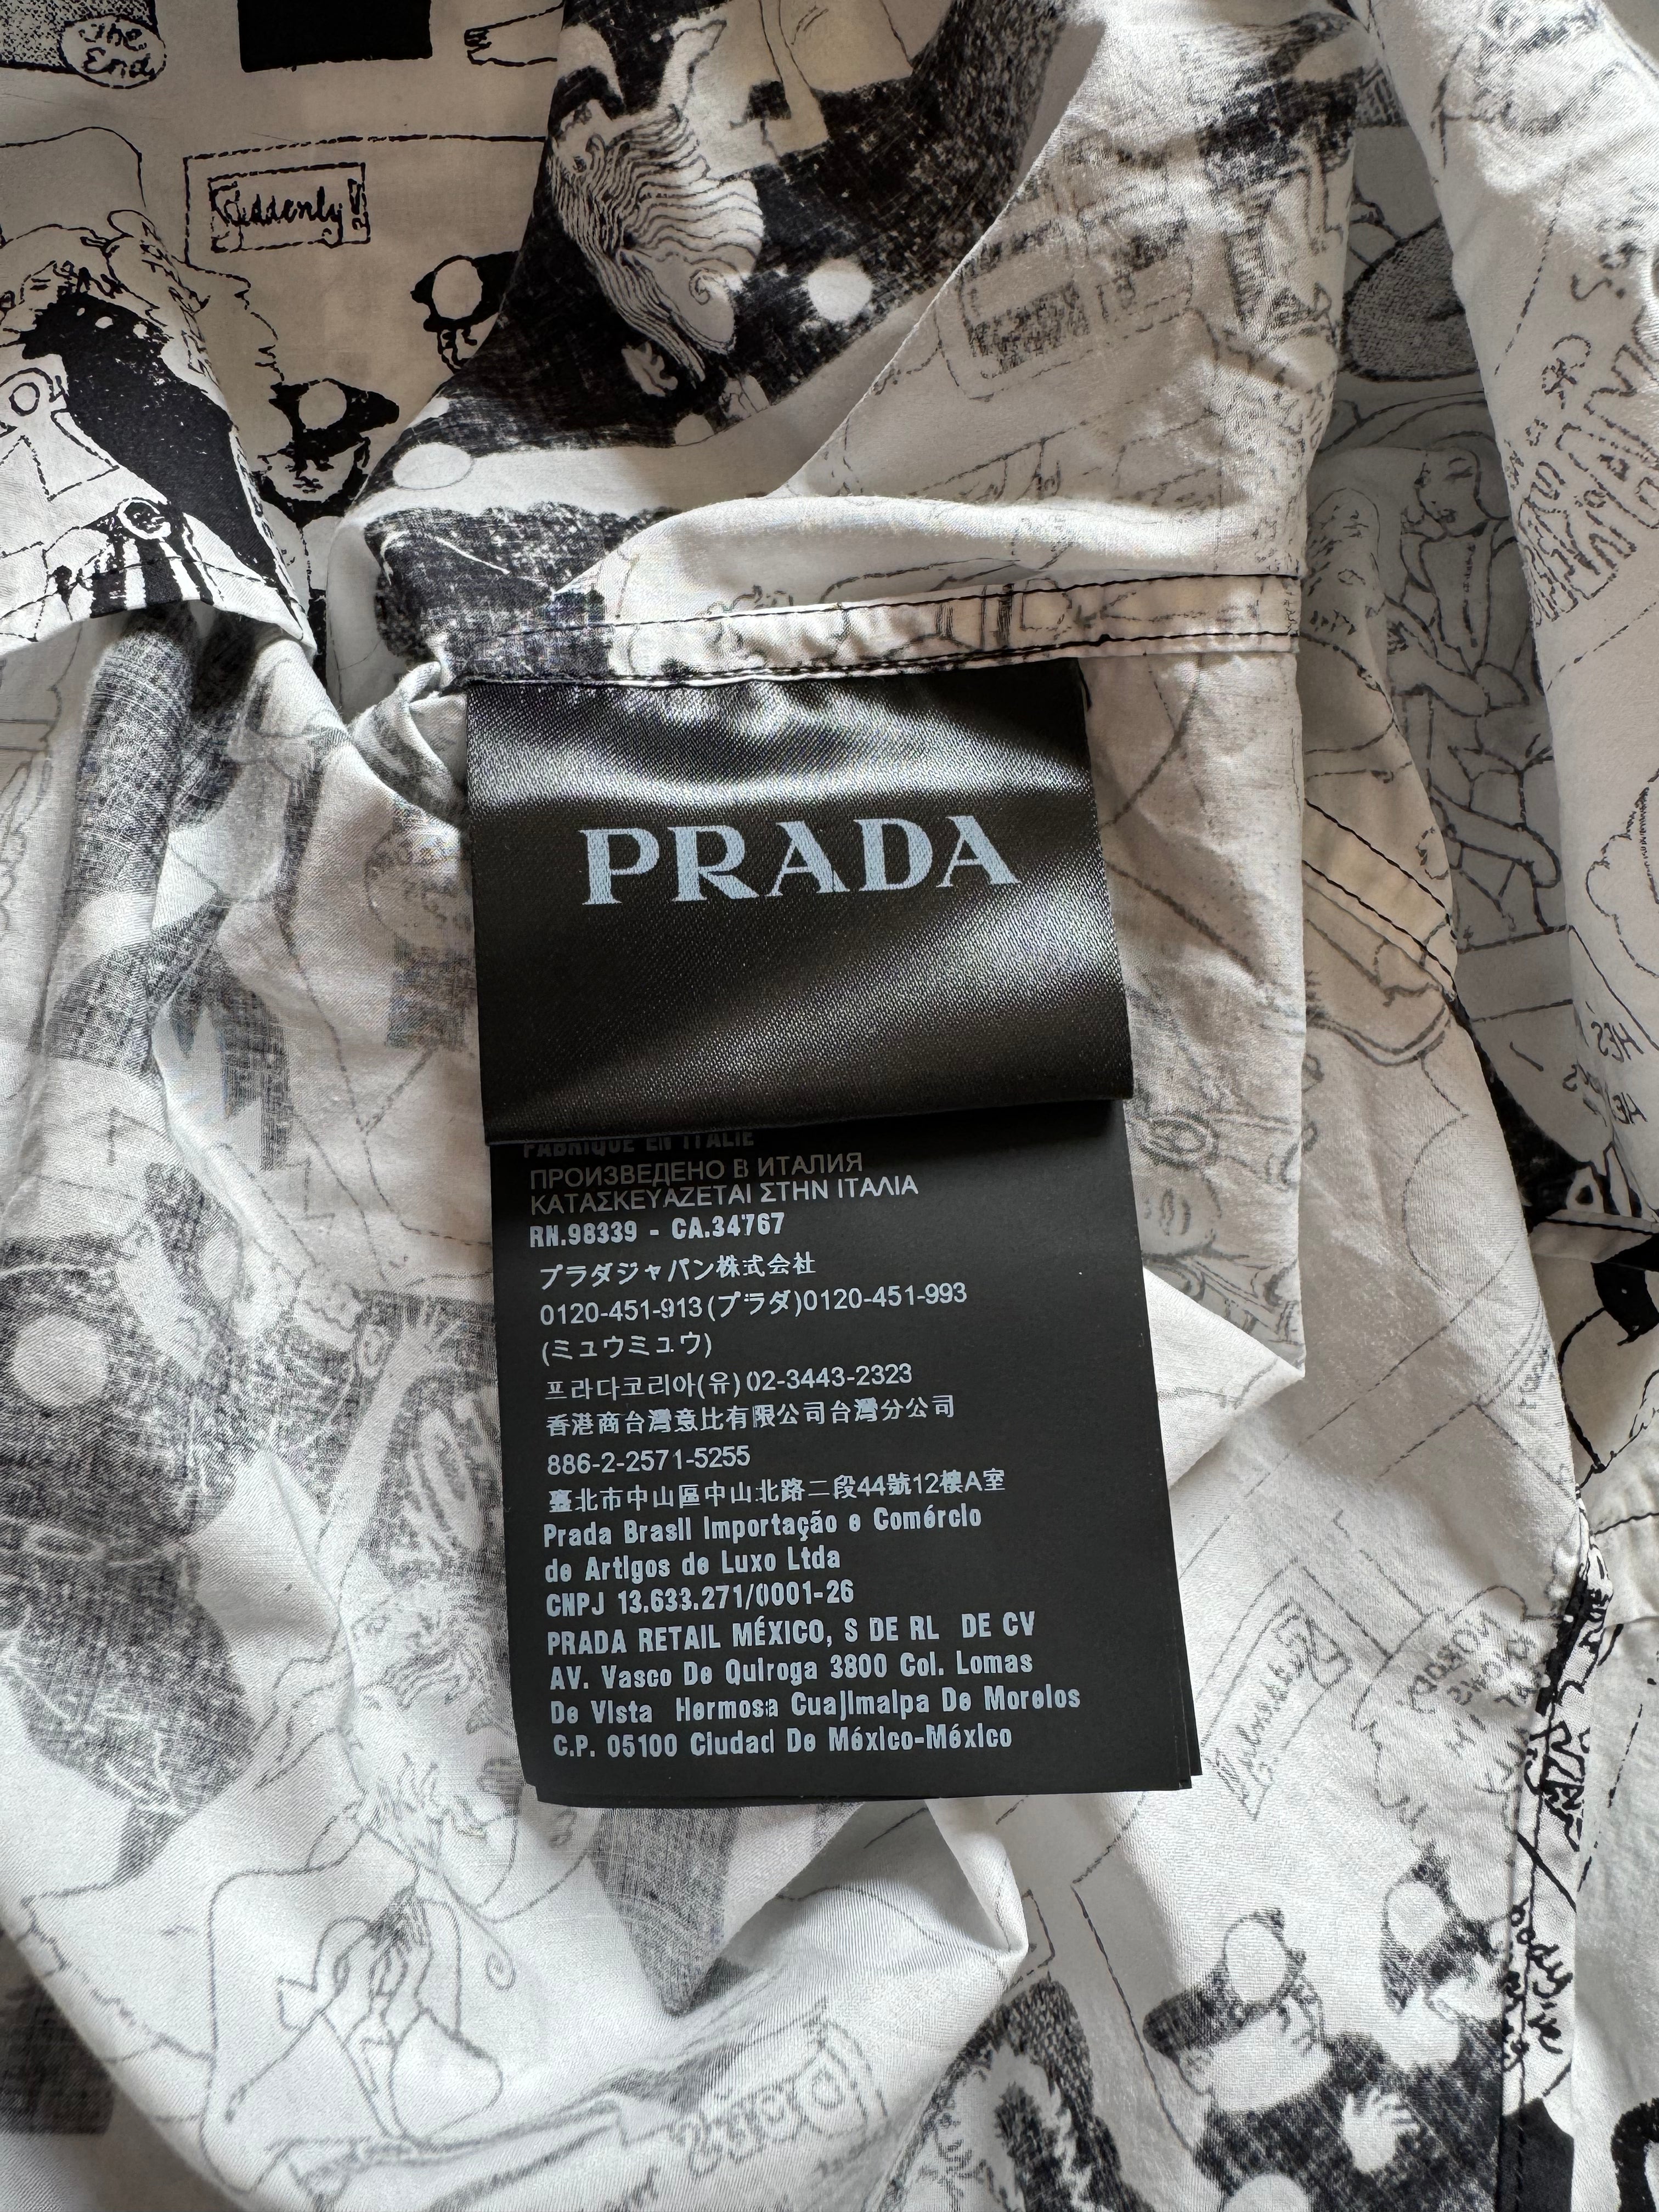 The
End
Suddenly
PRADA
FABRIQUE EN ITALIE
ПРОИЗВЕДЕНО В ИТАЛИЯ
ΚΑΤΑΣΚΕΥΑΖΕΤΑΙ ΣΤΗΝ ΙΤΑΛΙΑ
RN.98339 - CA.34767
プラダジャパン株式会社
0120-451-913(プラダ)0120-451-993
(ミュウミュウ)
프라다코리아(유)02-3443-2323
香港商台灣意比有限公司台灣分公司
886-2-2571-5255
臺北市中山區中山北路二段44號12樓A室
Prada Brasil Importação e Comércio
de Artigos de Luxo Ltda
CNPJ 13.633.271/0001-26
PRADA RETAIL MÉXICO, S DE RL DE CV
AV. Vasco De Quiroga 3800 Col. Lomas
De Vista Hermosa Cuajimalpa De Morelos
C.P. 05100 Ciudad De México-México